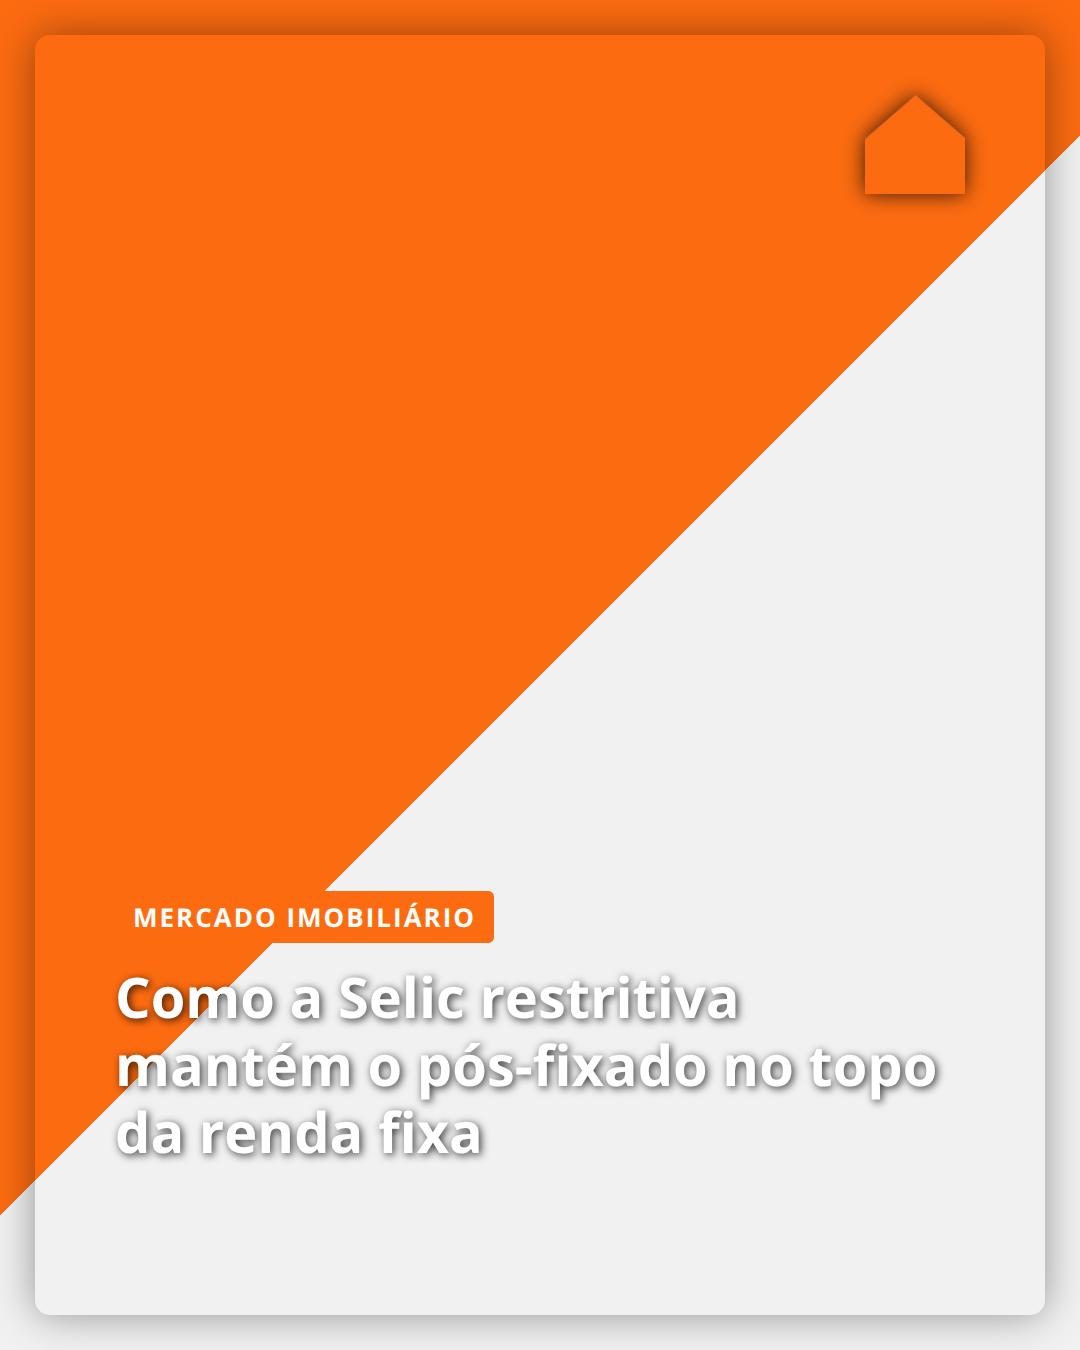 MERCADO IMOBILIÁRIO
Como a Selic restritiva
mantém o pós-fixado no topo
da renda fixa